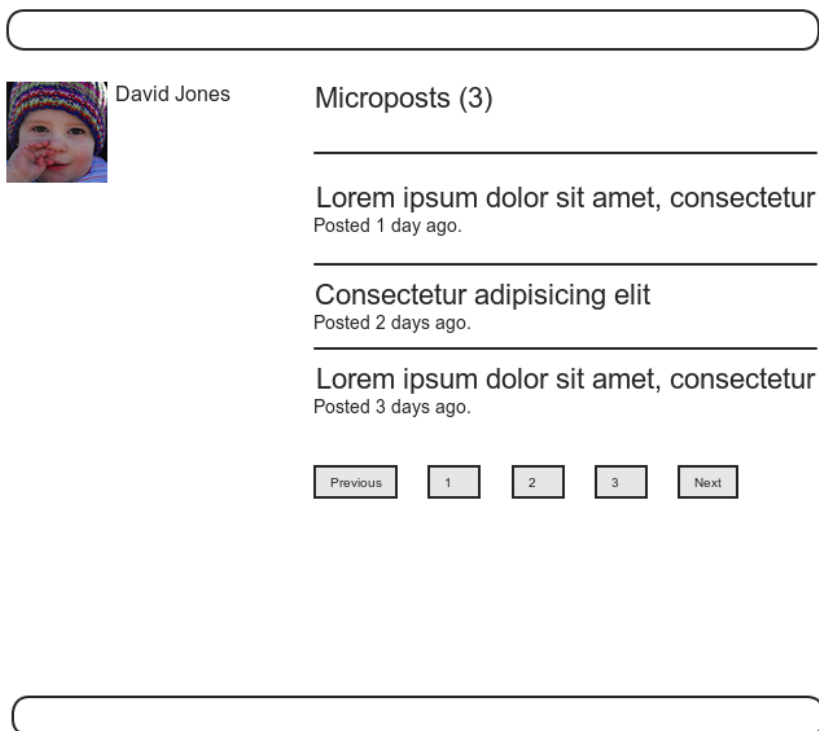 David Jones
Microposts (3)
Lorem ipsum dolor sit amet, consectetur
Posted 1 day ago.
Consectetur adipisicing elit
Posted 2 days ago.
Lorem ipsum dolor sit amet, consectetur
Posted 3 days ago.
Previous 1 2 3 Next